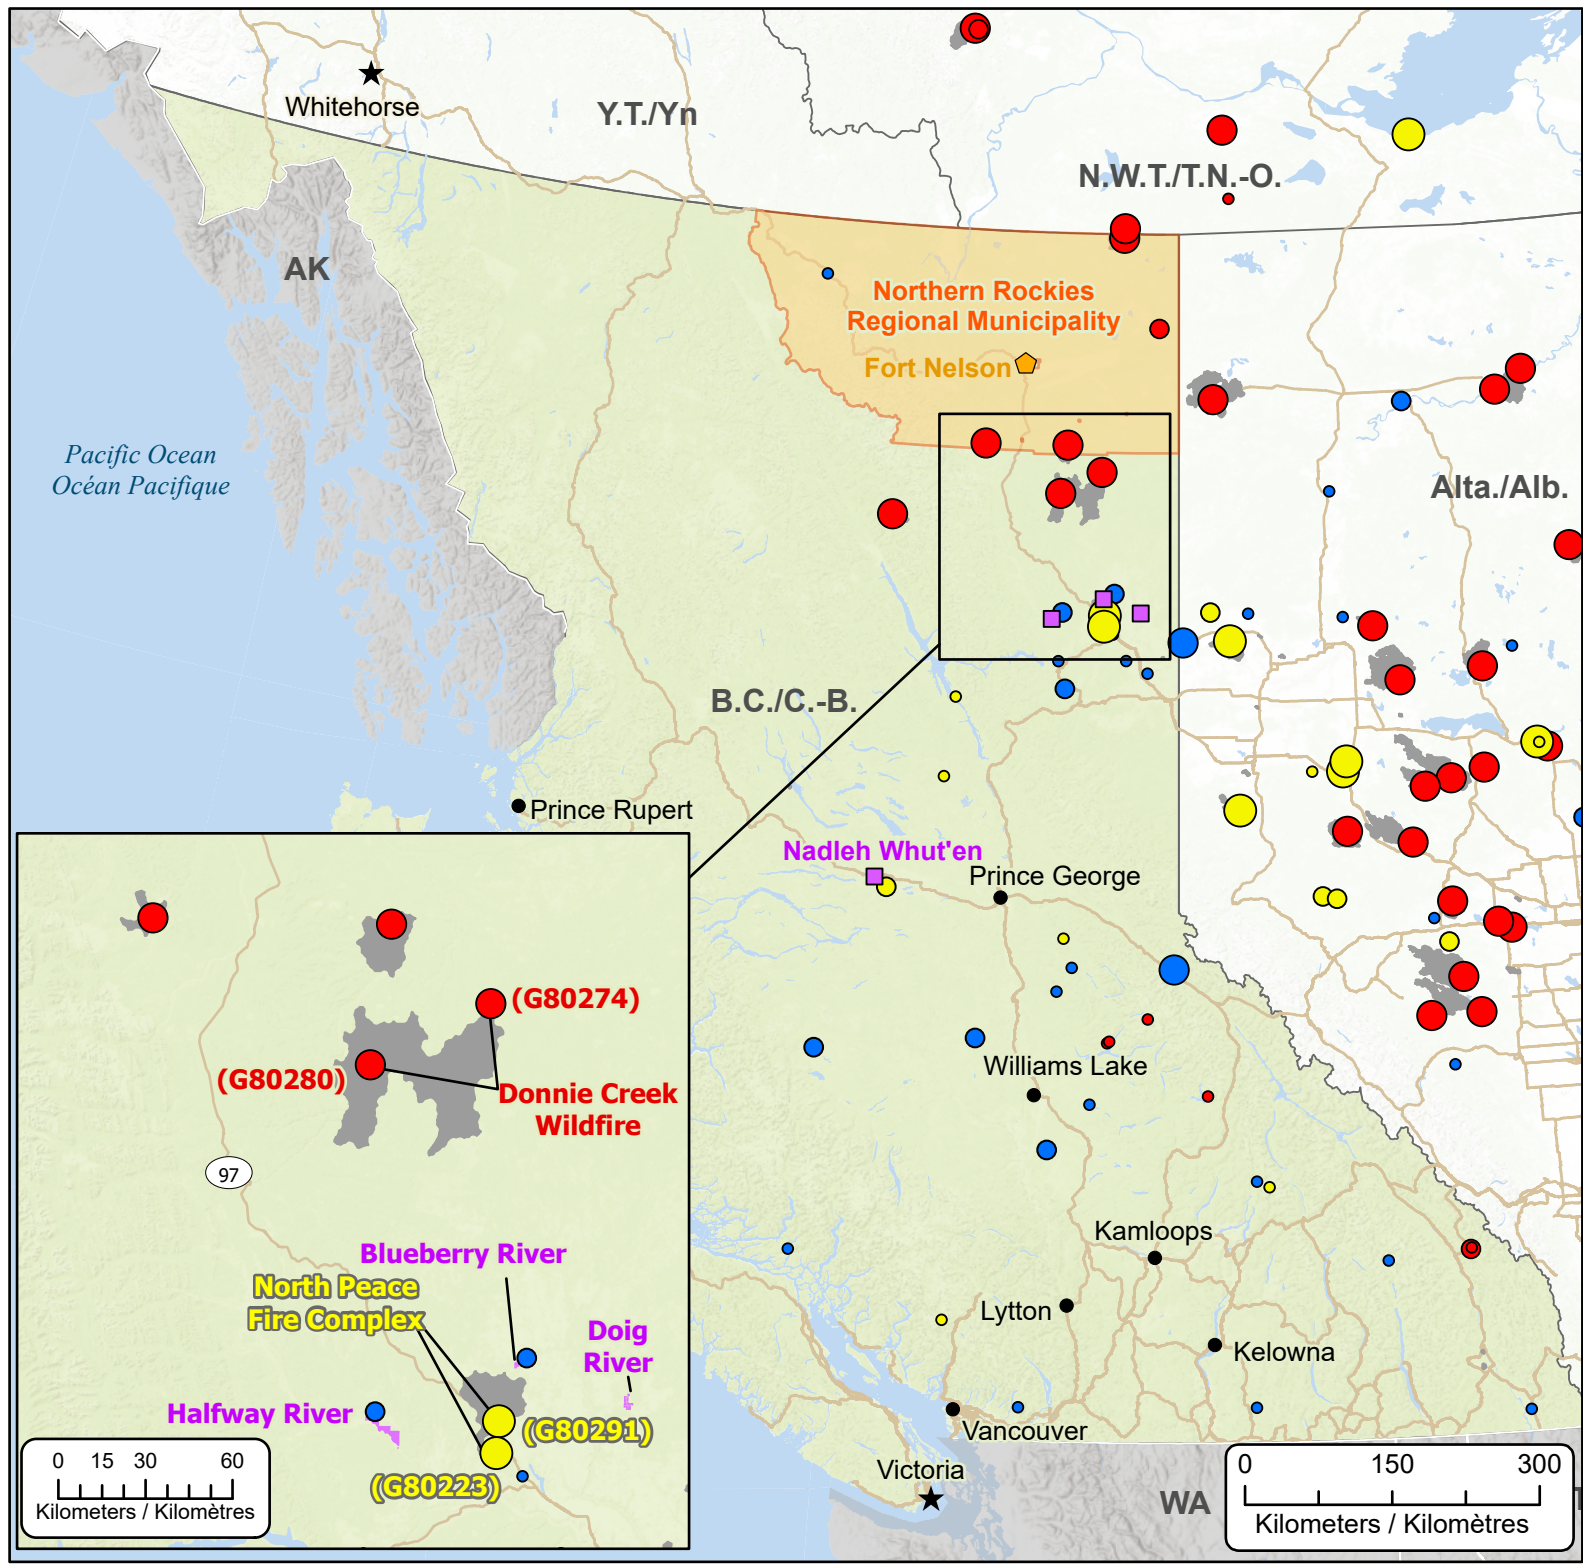 Whitehorse
Y.T./Yn
N.W.T./T.N.-O.
AK
Northern Rockies
Regional Municipality
Fort Nelson
Pacific Ocean
Océan Pacifique
Alta./Alb.
B.C./C.-B.
Prince Rupert
Nadleh Whut'en
Prince George
Williams Lake
Kamloops
Lytton
Kelowna
Vancouver
Victoria
WA
(G80274)
(G80280)
Donnie Creek
Wildfire
97
Blueberry River
North Peace
Fire Complex
Doig
River
Halfway River
(G80291)
(G80223)
0 15 30 60
Kilometers / Kilomètres
0 150 300
Kilometers / Kilomètres